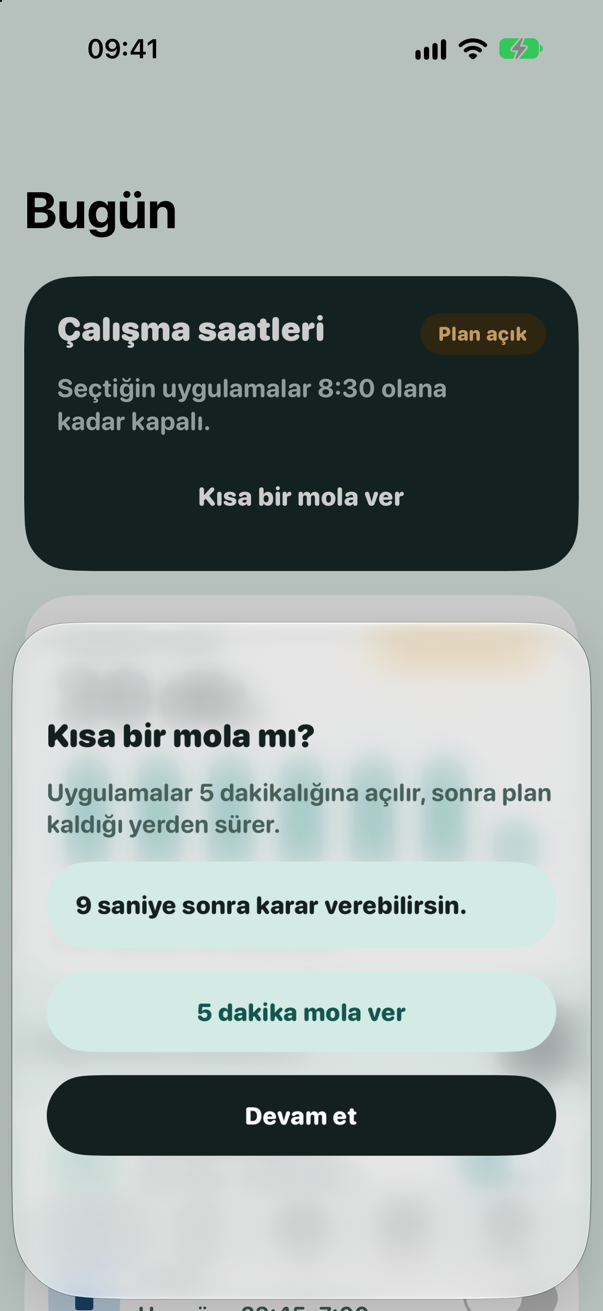 09:41
Bugün
Çalışma saatleri
Plan açık
Seçtiğin uygulamalar 8:30 olana
kadar kapalı.
Kısa bir mola ver
Kısa bir mola mı?
Uygulamalar 5 dakikalığına açılır, sonra plan
kaldığı yerden sürer.
9 saniye sonra karar verebilirsin.
5 dakika mola ver
Devam et